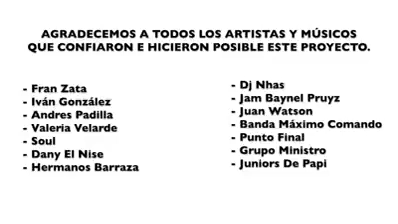 AGRADECEMOS A TODOS LOS ARTISTAS Y MÚSICOS
QUE CONFIARON E HICIERON POSIBLE ESTE PROYECTO.
- Fran Zata
- Iván González
- Andres Padilla
- Valeria Velarde
- Soul
- Dany El Nise
- Hermanos Barraza
- Dj Nhas
- Jam Baynel Pruyz
- Juan Watson
- Banda Máximo Comando
- Punto Final
- Grupo Ministro
- Juniors De Papi